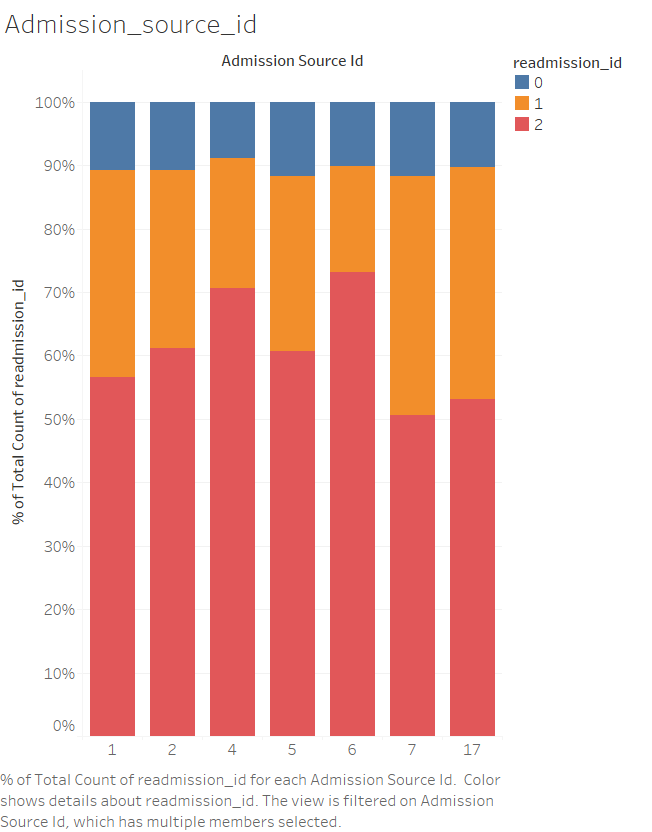 Admission_source_id
Admission Source Id
readmission_id
0
1
2
100%
90%
80%
70%
60%
50%
40%
30%
20%
10%
0%
% of Total Count of readmission_id
1 2 4 5 6 7 17
% of Total Count of readmission_id for each Admission Source Id. Color
shows details about readmission_id. The view is filtered on Admission
Source Id, which has multiple members selected.